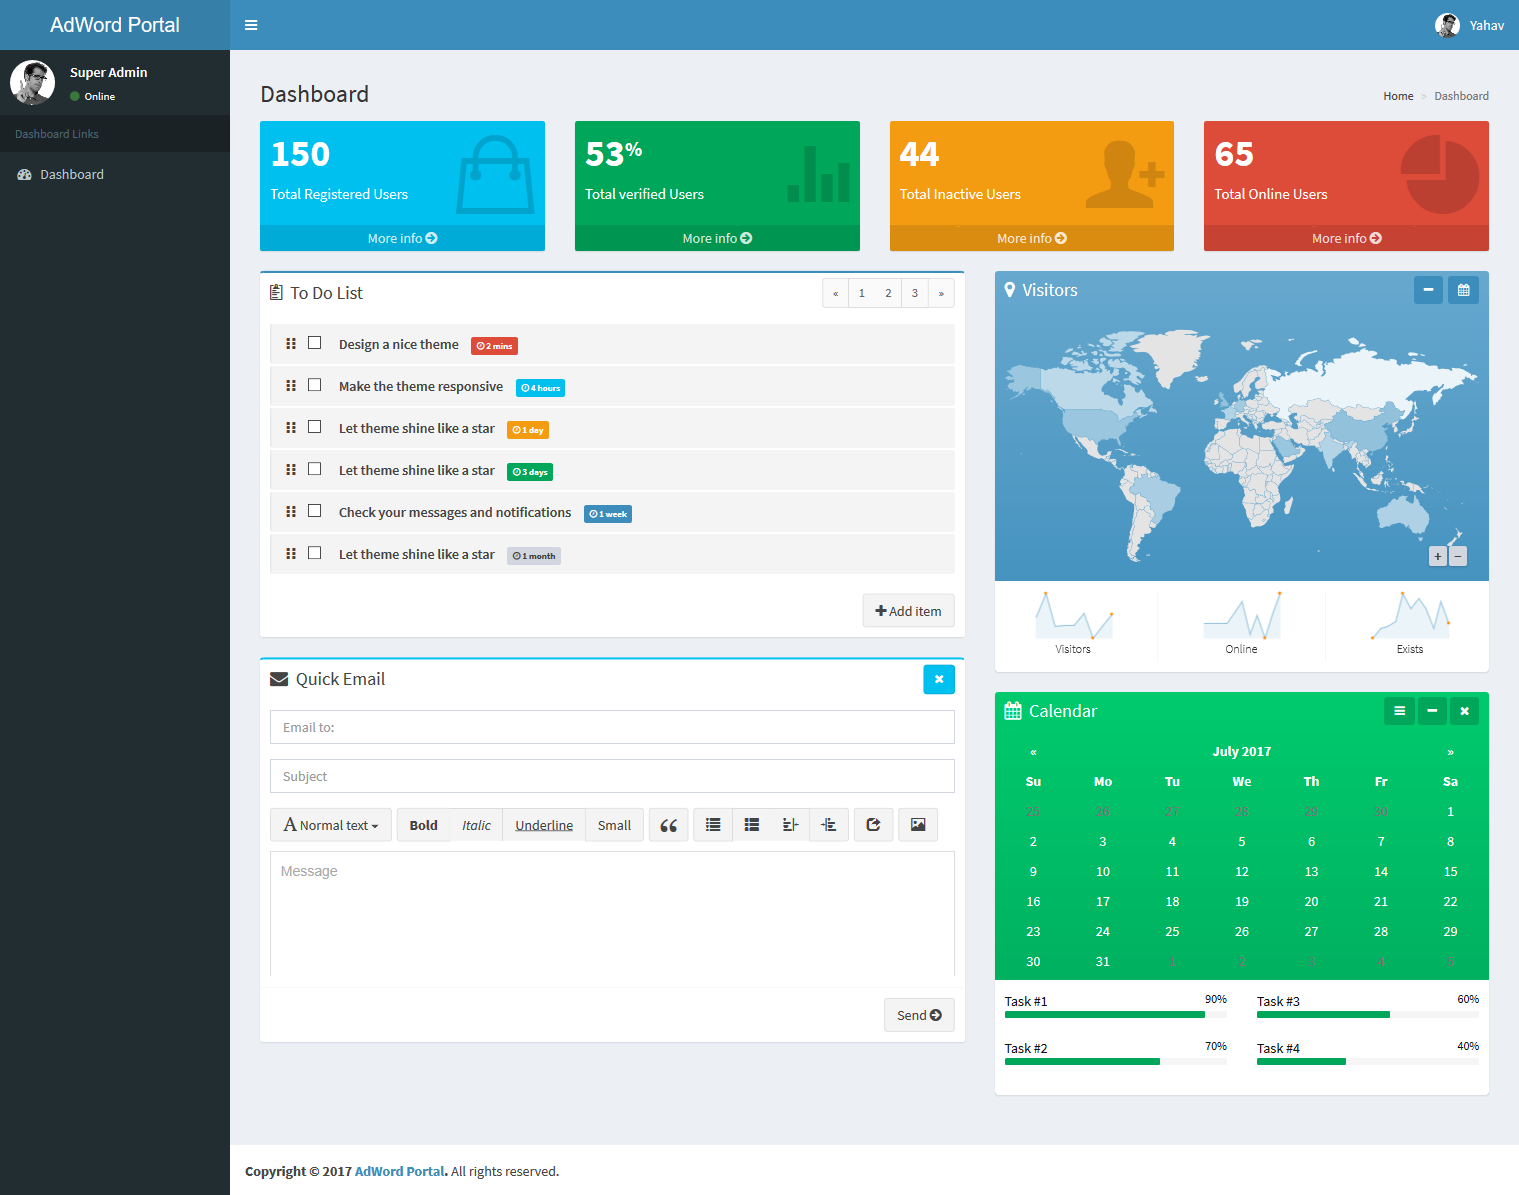 AdWord Portal
Yahav
Super Admin
Online
Dashboard Links
Dashboard
Dashboard
Home > Dashboard
150
Total Registered Users
More info
53%
Total verified Users
More info
44
Total Inactive Users
More info
65
Total Online Users
More info
To Do List
« 1 2 3 »
Design a nice theme 2 mins
Make the theme responsive 4 hours
Let theme shine like a star 1 day
Let theme shine like a star 3 days
Check your messages and notifications 1 week
Let theme shine like a star 1 month
Add item
Quick Email
Email to:
Subject
A Normal text Bold Italic Underline Small
Message
Send
Visitors
+ −
Visitors Online Exists
Calendar
« July 2017 »
Su Mo Tu We Th Fr Sa
25 26 27 28 29 30 1
2 3 4 5 6 7 8
9 10 11 12 13 14 15
16 17 18 19 20 21 22
23 24 25 26 27 28 29
30 31 1 2 3 4 5
Task #1 90%
Task #3 60%
Task #2 70%
Task #4 40%
Copyright © 2017 AdWord Portal. All rights reserved.